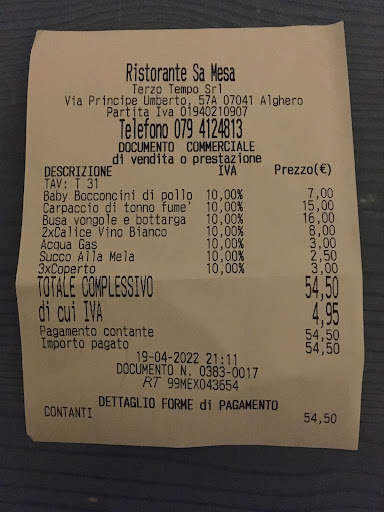 Ristorante Sa Mesa
Terzo Tempo Srl
Via Principe Umberto, 57A 07041 Alghero
Partita Iva 01940210907
Telefono 079 4124813
DOCUMENTO COMMERCIALE
di vendita o prestazione
DESCRIZIONE IVA Prezzo(€)
TAV: T 31
Baby Bocconcini di pollo 10,00% 7,00
Carpaccio di tonno fume' 10,00% 15,00
Busa vongole e bottarga 10,00% 16,00
2xCalice Vino Bianco 10,00% 8,00
Acqua Gas 10,00% 3,00
Succo Alla Mela 10,00% 2,50
3xCoperto 10,00% 3,00
TOTALE COMPLESSIVO 54,50
di cui IVA 4,95
Pagamento contante 54,50
Importo pagato 54,50
19-04-2022 21:11
DOCUMENTO N. 0383-0017
RT 99MEX043654
DETTAGLIO FORME di PAGAMENTO
CONTANTI 54,50